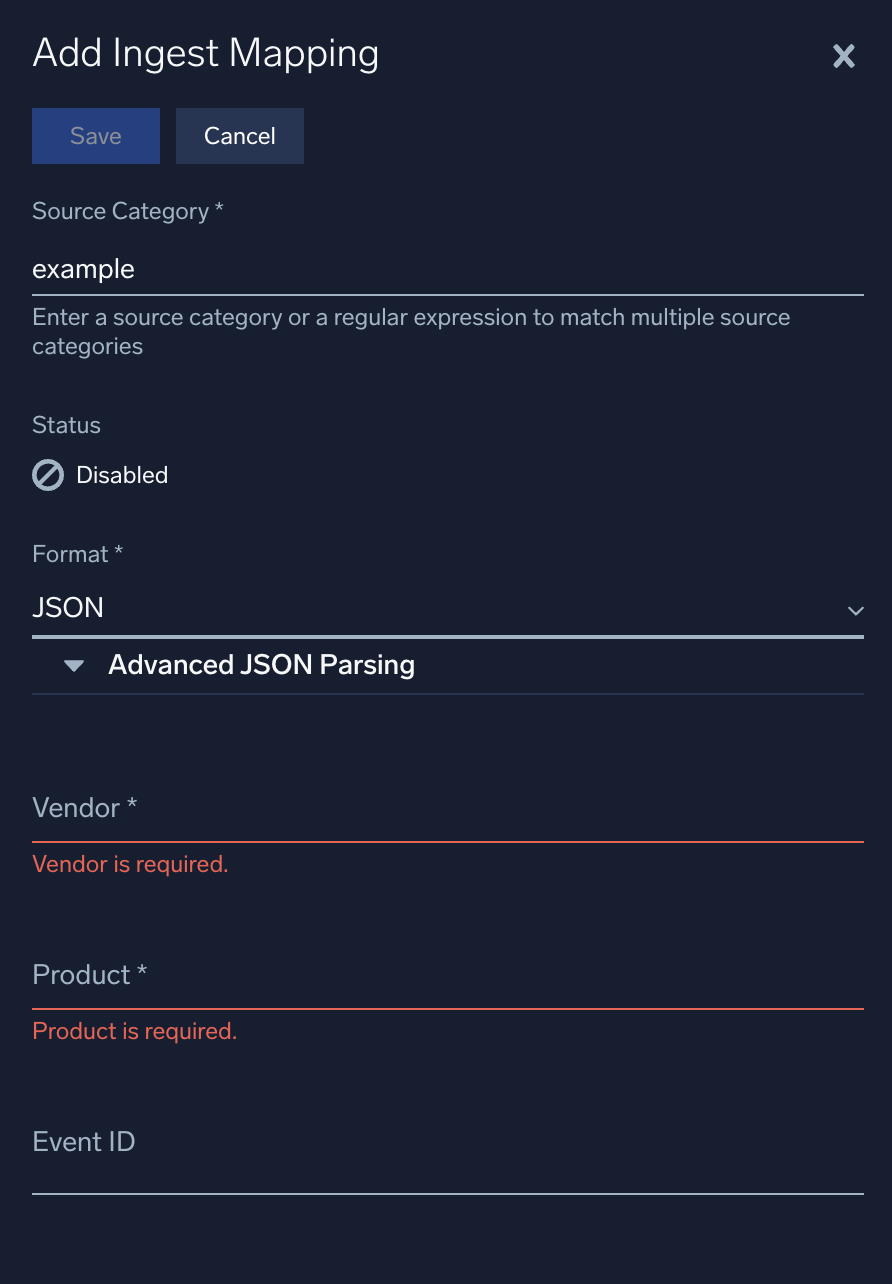 Add Ingest Mapping
Save
Cancel
Source Category *
example
Enter a source category or a regular expression to match multiple source
categories
Status
Disabled
Format *
JSON
Advanced JSON Parsing
Vendor *
Vendor is required.
Product *
Product is required.
Event ID